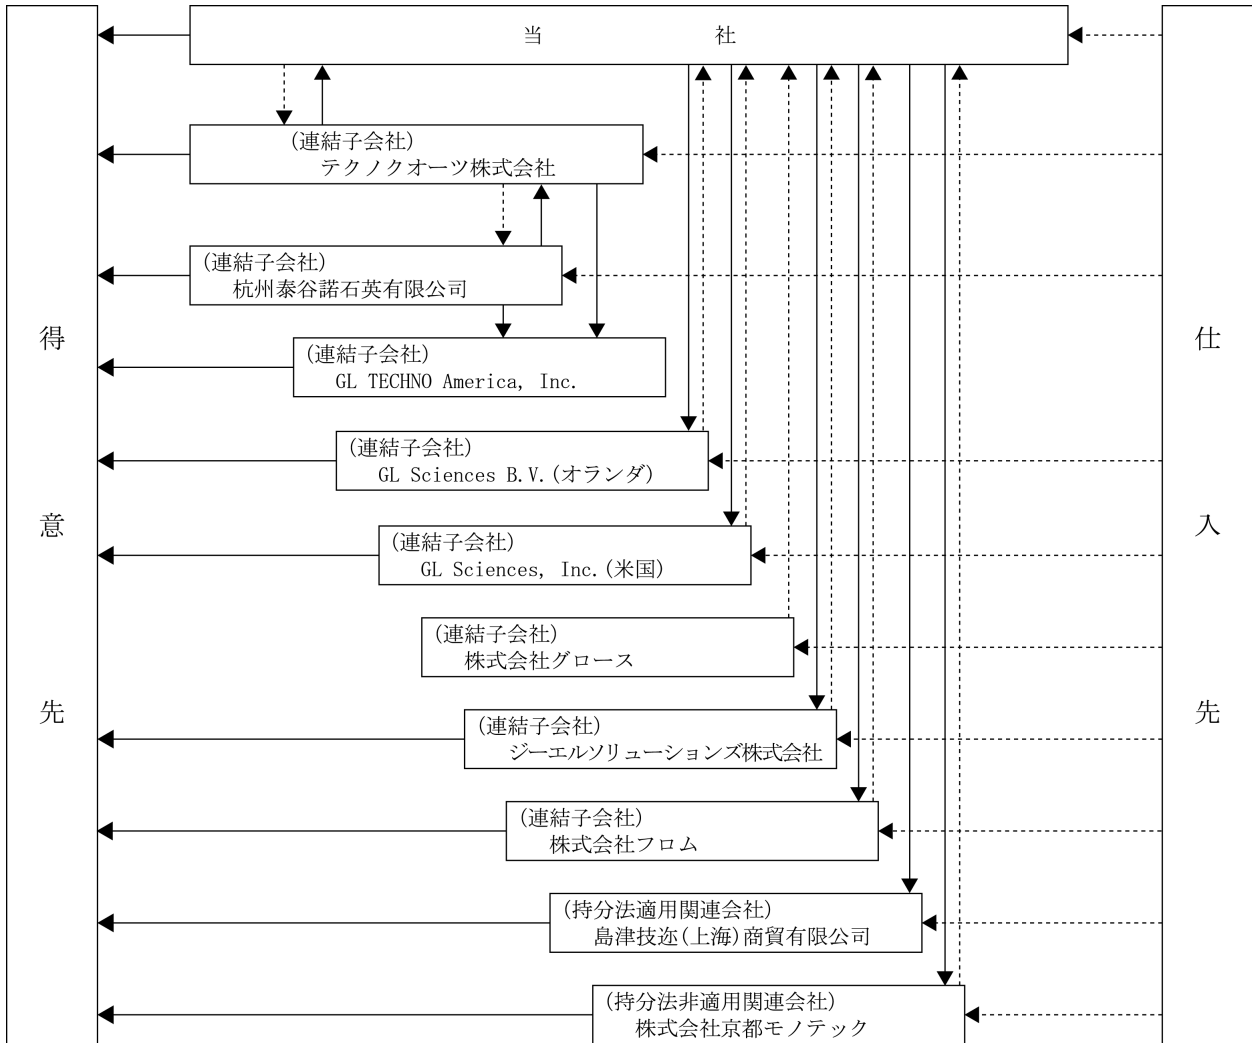 当社
(連結子会社)
テクノクオーツ株式会社
(連結子会社)
杭州泰谷諾石英有限公司
(連結子会社)
GL TECHNO America, Inc.
(連結子会社)
GL Sciences B.V.(オランダ)
(連結子会社)
GL Sciences, Inc.(米国)
(連結子会社)
株式会社グロース
(連結子会社)
ジーエルソリューションズ株式会社
(連結子会社)
株式会社フロム
(持分法適用関連会社)
島津技迩(上海)商貿有限公司
(持分法非適用関連会社)
株式会社京都モノテック
得意先
仕入先